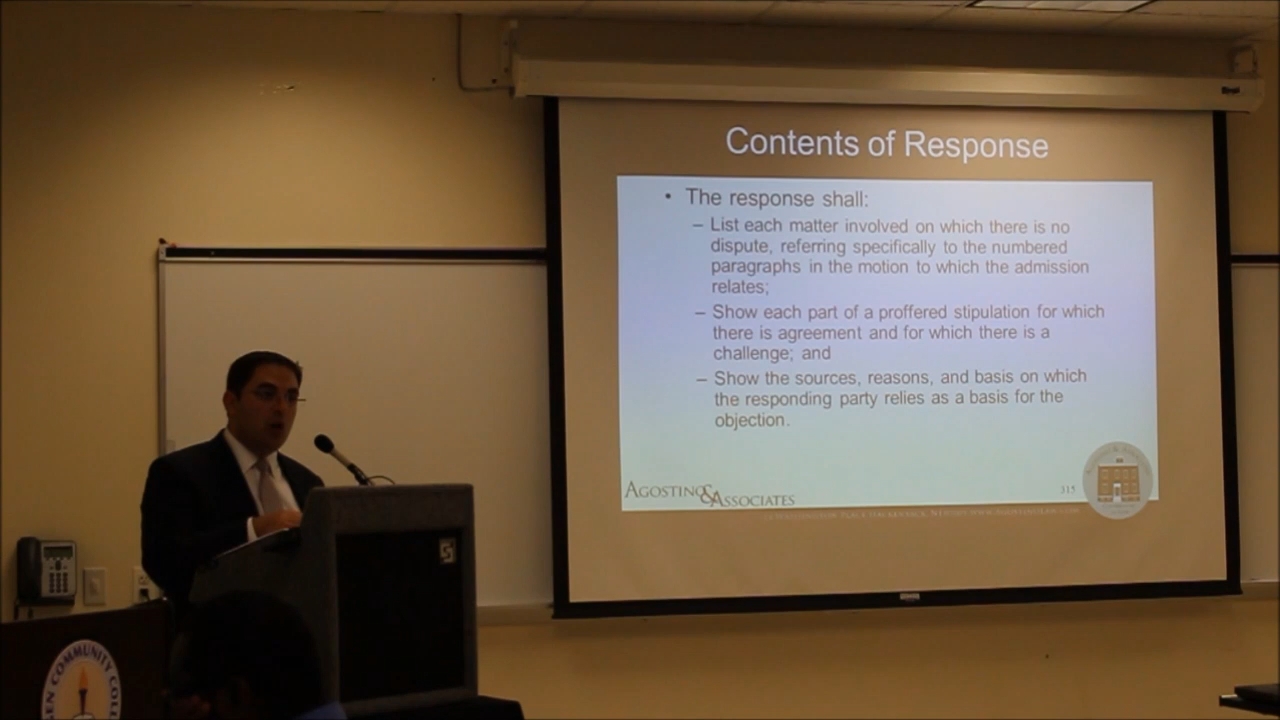 Contents of Response
• The response shall:
– List each matter involved on which there is no
dispute, referring specifically to the numbered
paragraphs in the motion to which the admission
relates;
– Show each part of a proffered stipulation for which
there is agreement and for which there is a
challenge; and
– Show the sources, reasons, and basis on which
the responding party relies as a basis for the
objection.
AGOSTINO & ASSOCIATES
315
EN COMMUNITY COLL